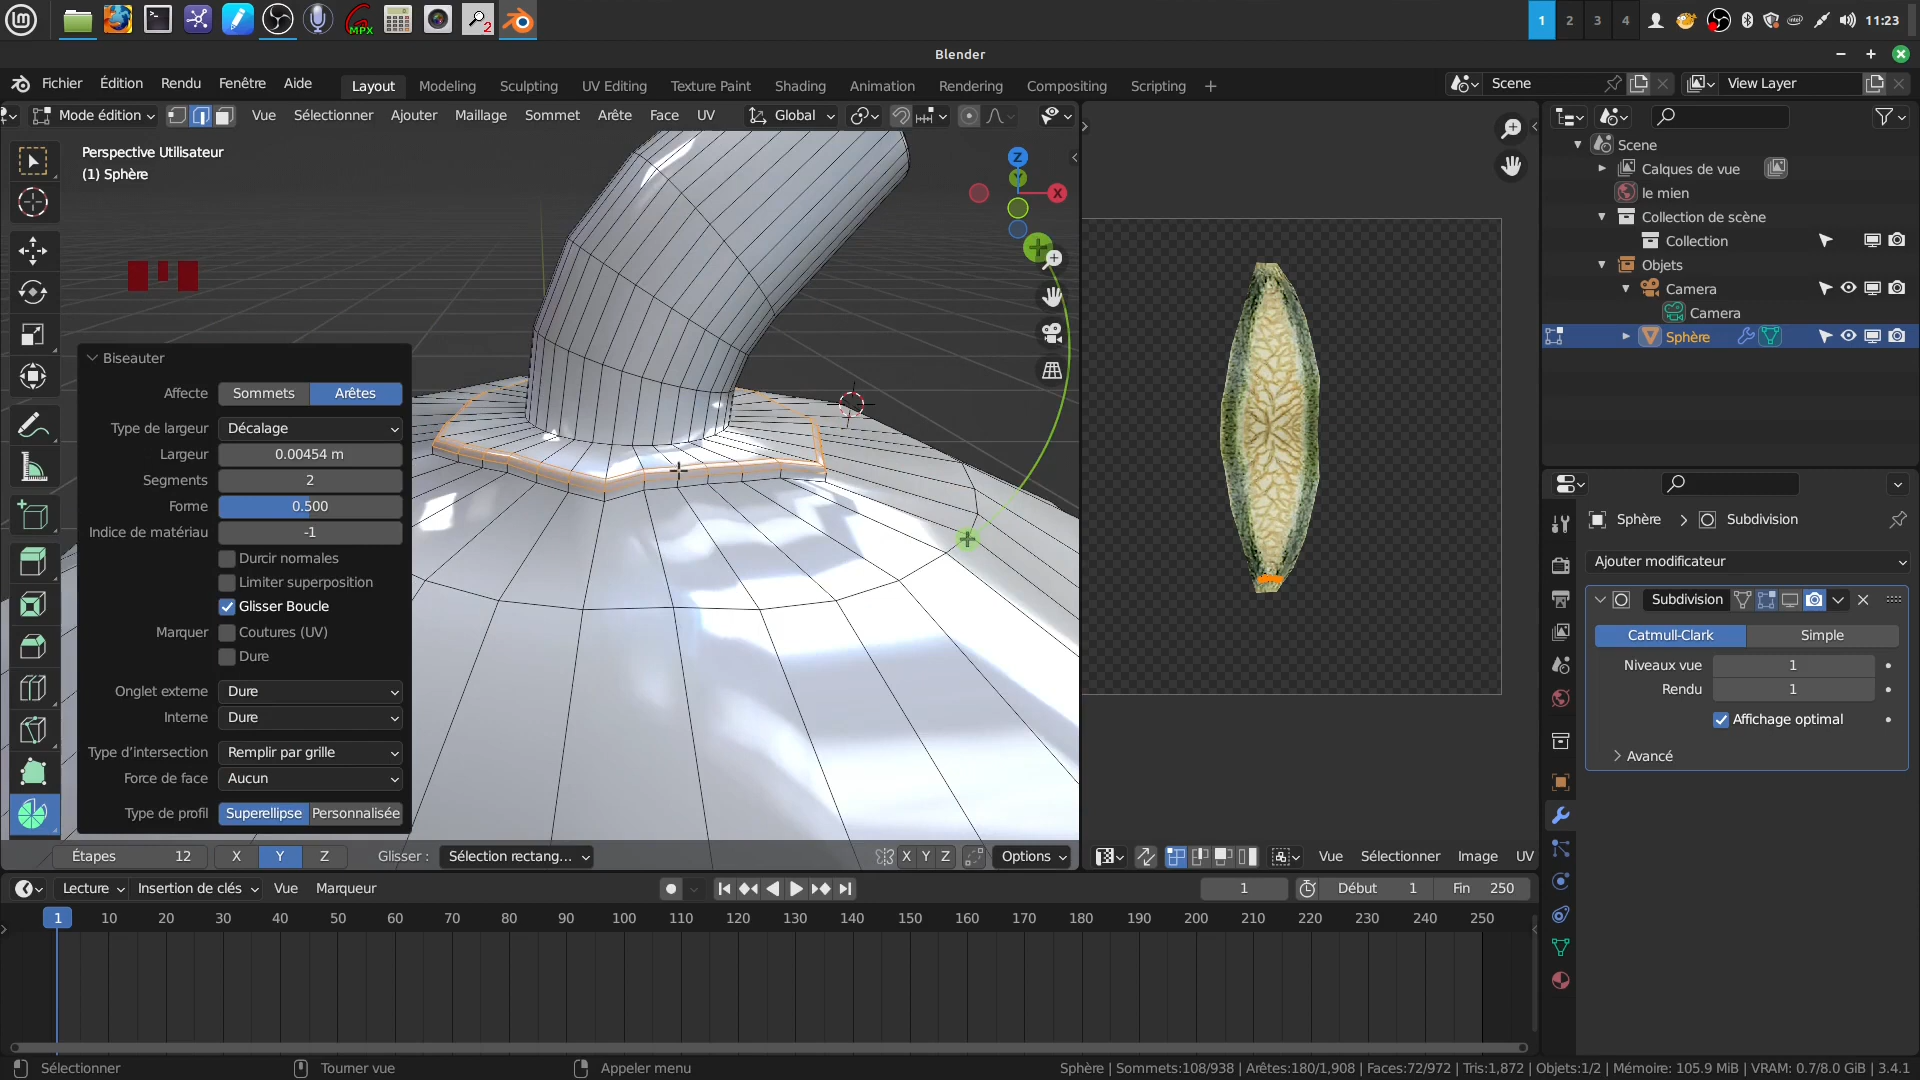 MPX
2
1
2
3
4
11:23
Blender
Fichier
Édition
Rendu
Fenêtre
Aide
Layout
Modeling
Sculpting
UV Editing
Texture Paint
Shading
Animation
Rendering
Compositing
Scripting
+
Scene
View Layer
Mode édition
Vue
Sélectionner
Ajouter
Maillage
Sommet
Arête
Face
UV
Global
Perspective Utilisateur
(1) Sphère
Z
Y
X
Biseauter
Affecte
Sommets
Arêtes
Type de largeur
Décalage
Largeur
0.00454 m
Segments
2
Forme
0.500
Indice de matériau
-1
Durcir normales
Limiter superposition
Glisser Boucle
Marquer
Coutures (UV)
Dure
Onglet externe
Dure
Interne
Dure
Type d'intersection
Remplir par grille
Force de face
Aucun
Type de profil
Superellipse
Personnalisée
Étapes
12
X
Y
Z
Glisser :
Sélection rectang...
X
Y
Z
Options
Vue
Sélectionner
Image
UV
Scene
Calques de vue
le mien
Collection de scène
Collection
Objets
Camera
Camera
Sphère
Sphère
Subdivision
Ajouter modificateur
Subdivision
Catmull-Clark
Simple
Niveaux vue
1
Rendu
1
Affichage optimal
Avancé
Lecture
Insertion de clés
Vue
Marqueur
1
Début
1
Fin
250
1
10
20
30
40
50
60
70
80
90
100
110
120
130
140
150
160
170
180
190
200
210
220
230
240
250
Sélectionner
Tourner vue
Appeler menu
Sphère | Sommets:108/938 | Arêtes:180/1,908 | Faces:72/972 | Tris:1,872 | Objets:1/2 | Mémoire: 105.9 MiB | VRAM: 0.7/8.0 GiB | 3.4.1